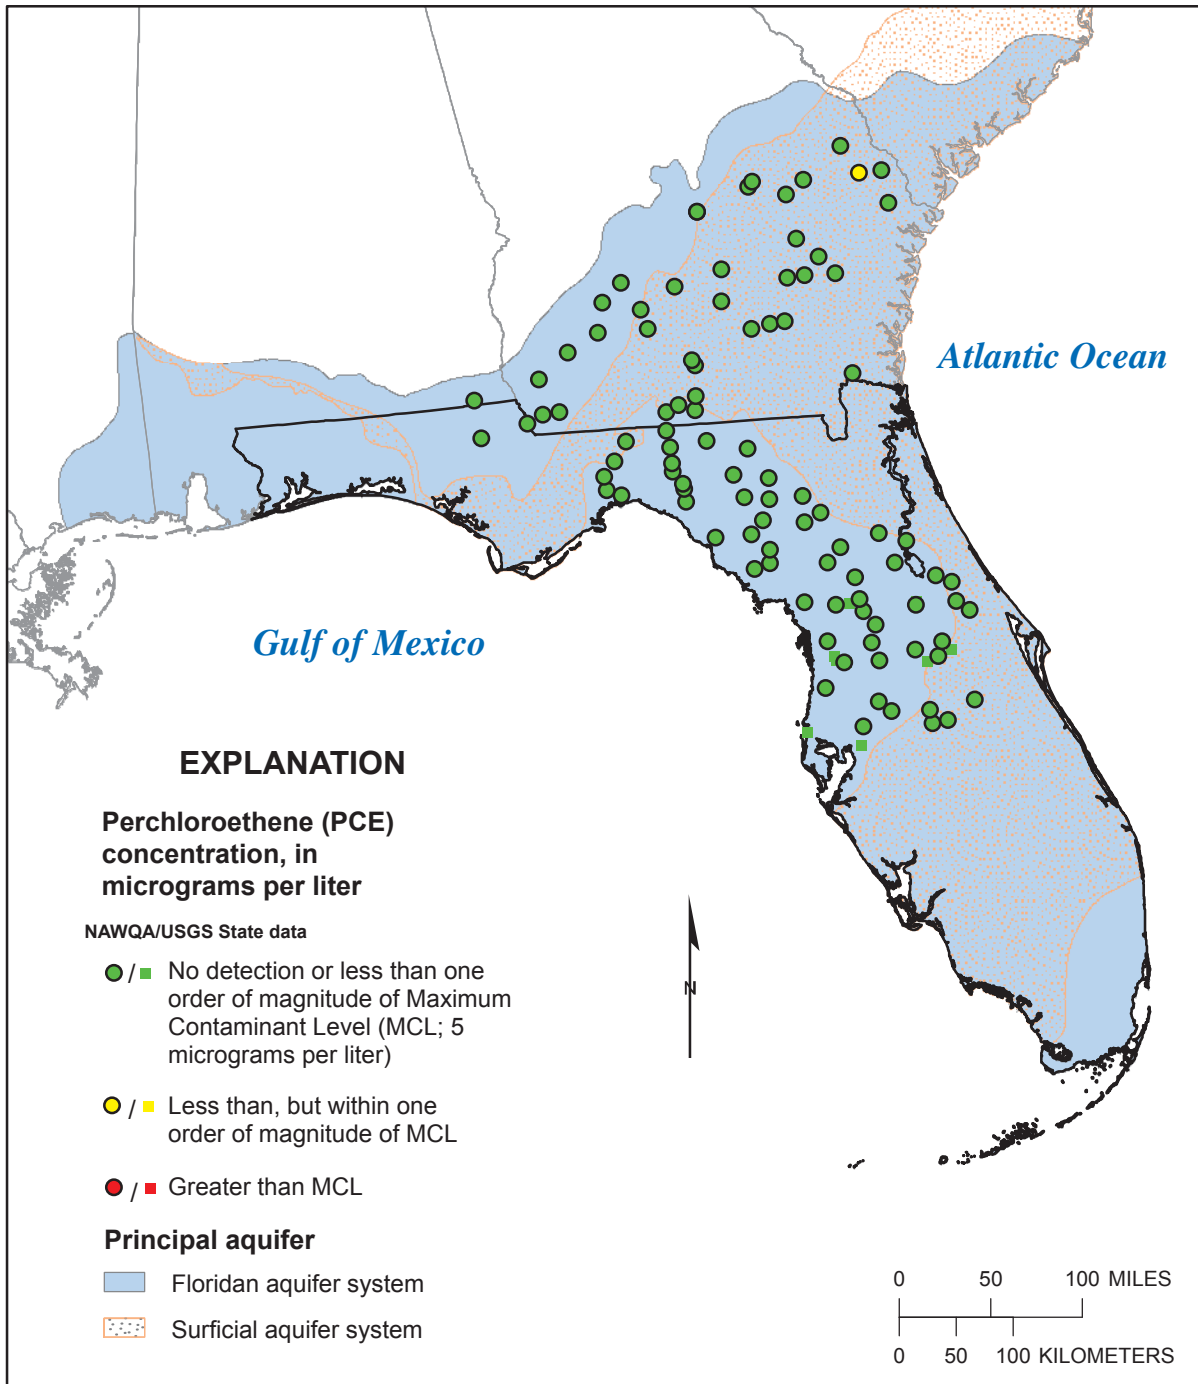 Atlantic Ocean
Gulf of Mexico
EXPLANATION
Perchloroethene (PCE)
concentration, in
micrograms per liter
NAWQA/USGS State data
/ No detection or less than one
order of magnitude of Maximum
Contaminant Level (MCL; 5
micrograms per liter)
/ Less than, but within one
order of magnitude of MCL
/ Greater than MCL
Principal aquifer
Floridan aquifer system
Surficial aquifer system
N
0 50 100 MILES
0 50 100 KILOMETERS